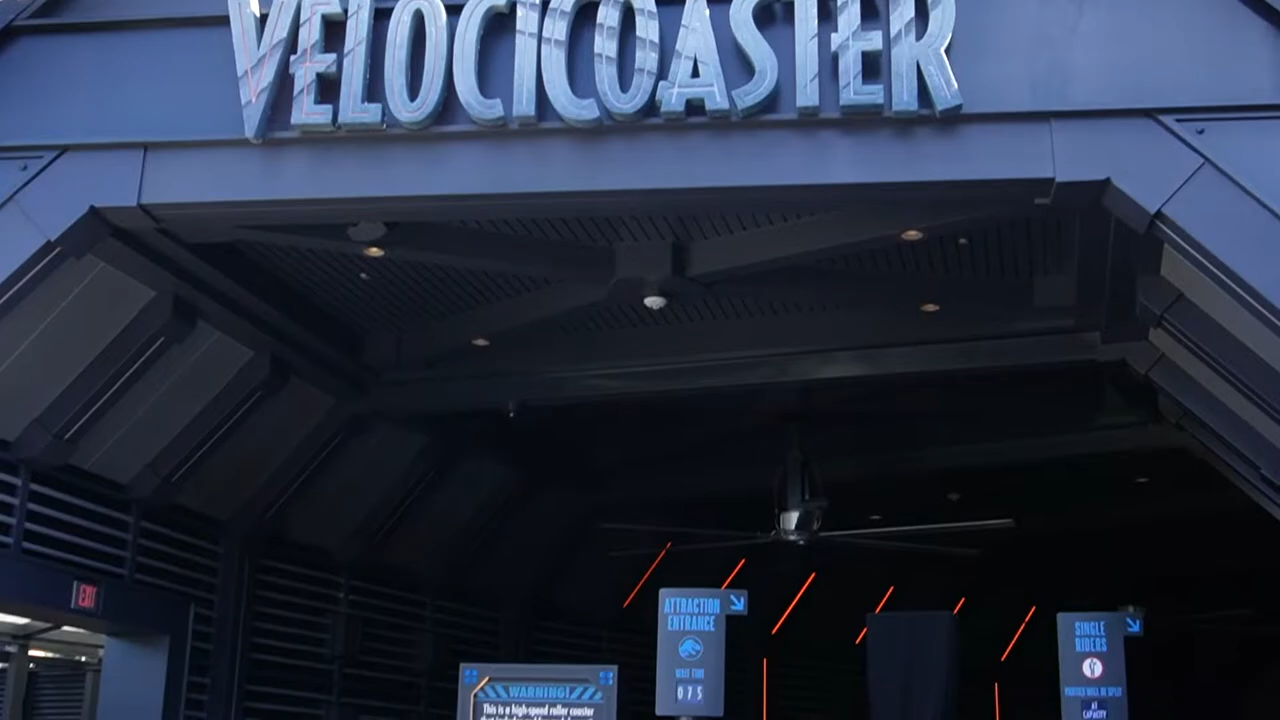 VELOCICOASTER
EXIT
ATTRACTION
ENTRANCE
WAIT TIME
075
SINGLE
RIDERS
PARTIES WILL BE SPLIT
AT
CAPACITY
WARNING!
This is a high-speed roller coaster